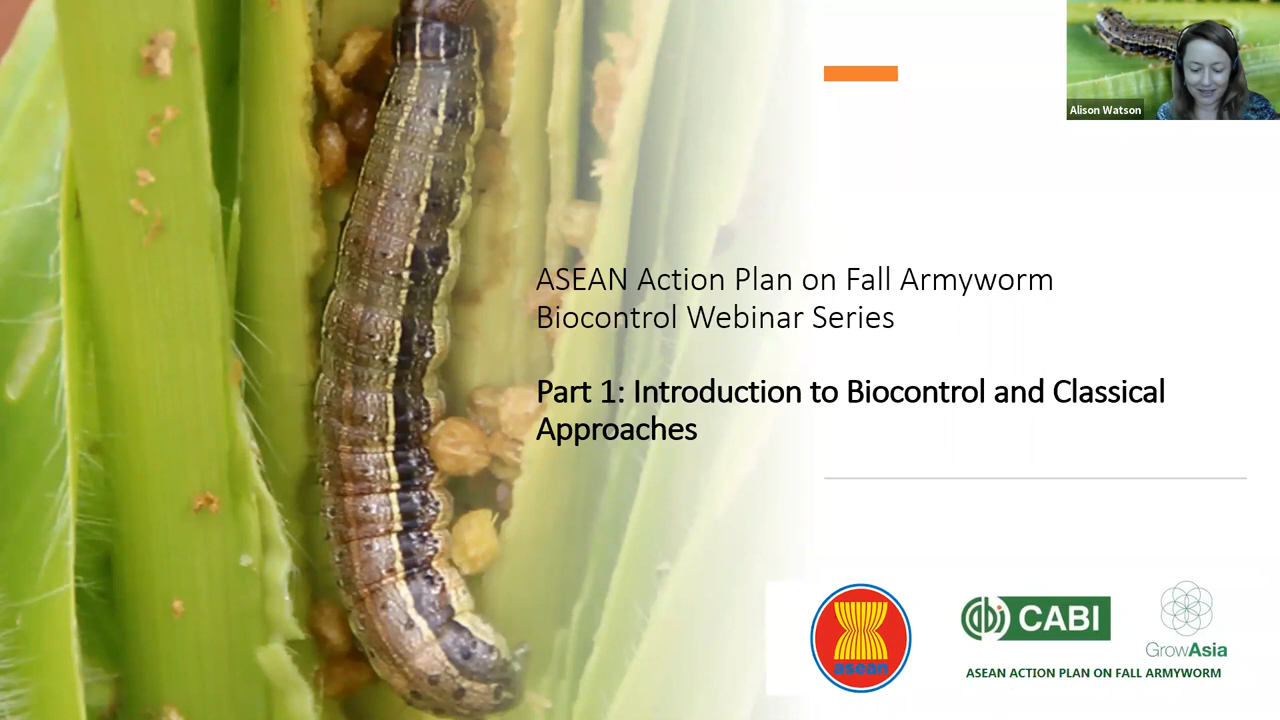 Alison Watson
ASEAN Action Plan on Fall Armyworm
Biocontrol Webinar Series
Part 1: Introduction to Biocontrol and Classical
Approaches
asean
CABI
GrowAsia
ASEAN ACTION PLAN ON FALL ARMYWORM